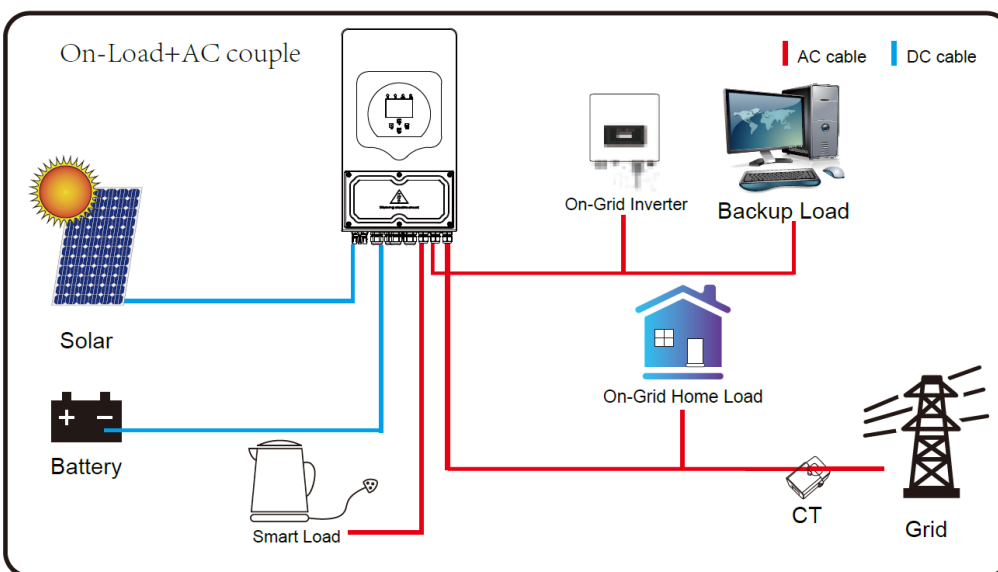 On-Load+AC couple
AC cable
DC cable
On-Grid Inverter
Backup Load
Solar
On-Grid Home Load
Battery
Smart Load
CT
Grid